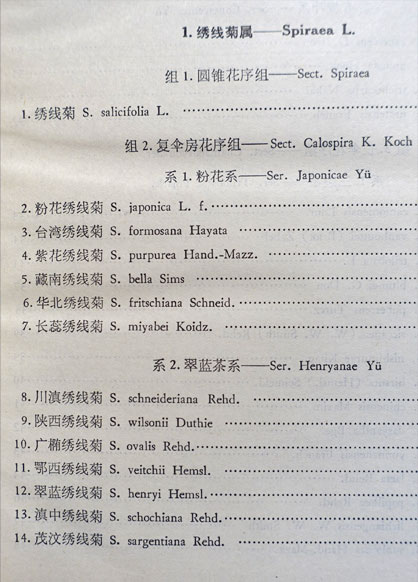 1. 绣线菊属——Spiraea L.
组 1. 圆锥花序组——Sect. Spiraea
1. 绣线菊 S. salicifolia L. ………………
组 2. 复伞房花序组——Sect. Calospira K. Koch
系 1. 粉花系——Ser. Japonicae Yü
2. 粉花绣线菊 S. japonica L. f. ………………
3. 台湾绣线菊 S. formosana Hayata ………………
4. 紫花绣线菊 S. purpurea Hand.-Mazz. ………………
5. 藏南绣线菊 S. bella Sims ………………
6. 华北绣线菊 S. fritschiana Schneid. ………………
7. 长蕊绣线菊 S. miyabei Koidz. ………………
系 2. 翠蓝茶系——Ser. Henryanae Yü
8. 川滇绣线菊 S. schneideriana Rehd. ………………
9. 陕西绣线菊 S. wilsonii Duthie ………………
10. 广椭绣线菊 S. ovalis Rehd. ………………
11. 鄂西绣线菊 S. veitchii Hemsl. ………………
12. 翠蓝绣线菊 S. henryi Hemsl. ………………
13. 滇中绣线菊 S. schochiana Rehd. ………………
14. 茂汶绣线菊 S. sargentiana Rehd. ………………